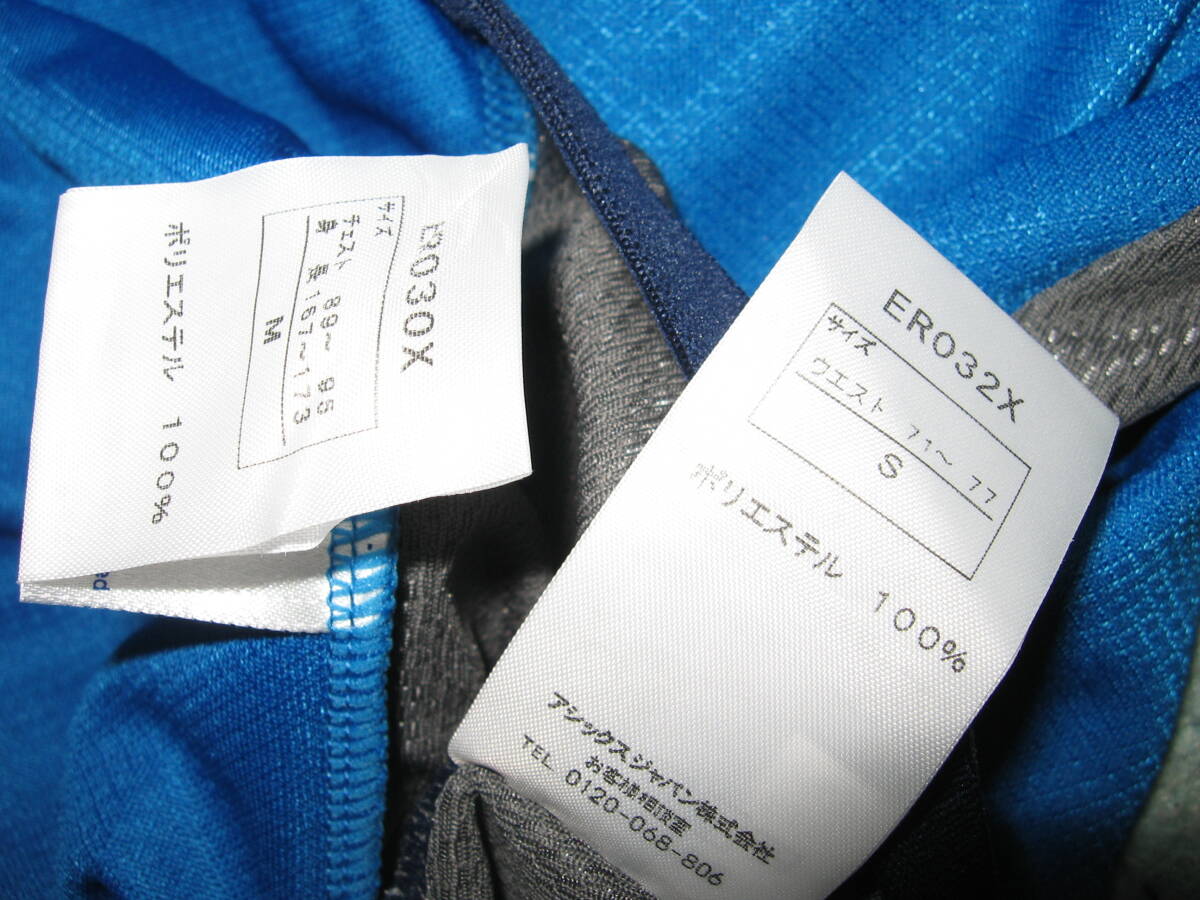 ER030X
サイズ
チエスト 89〜 95
身 長 167〜173
M
ポリエステル 100%
ed
ER032X
サイズ
ウエスト 71〜 77
S
ポリエステル 100%
アシックスジャパン株式会社
お客様相談室
TEL 0120-068-806